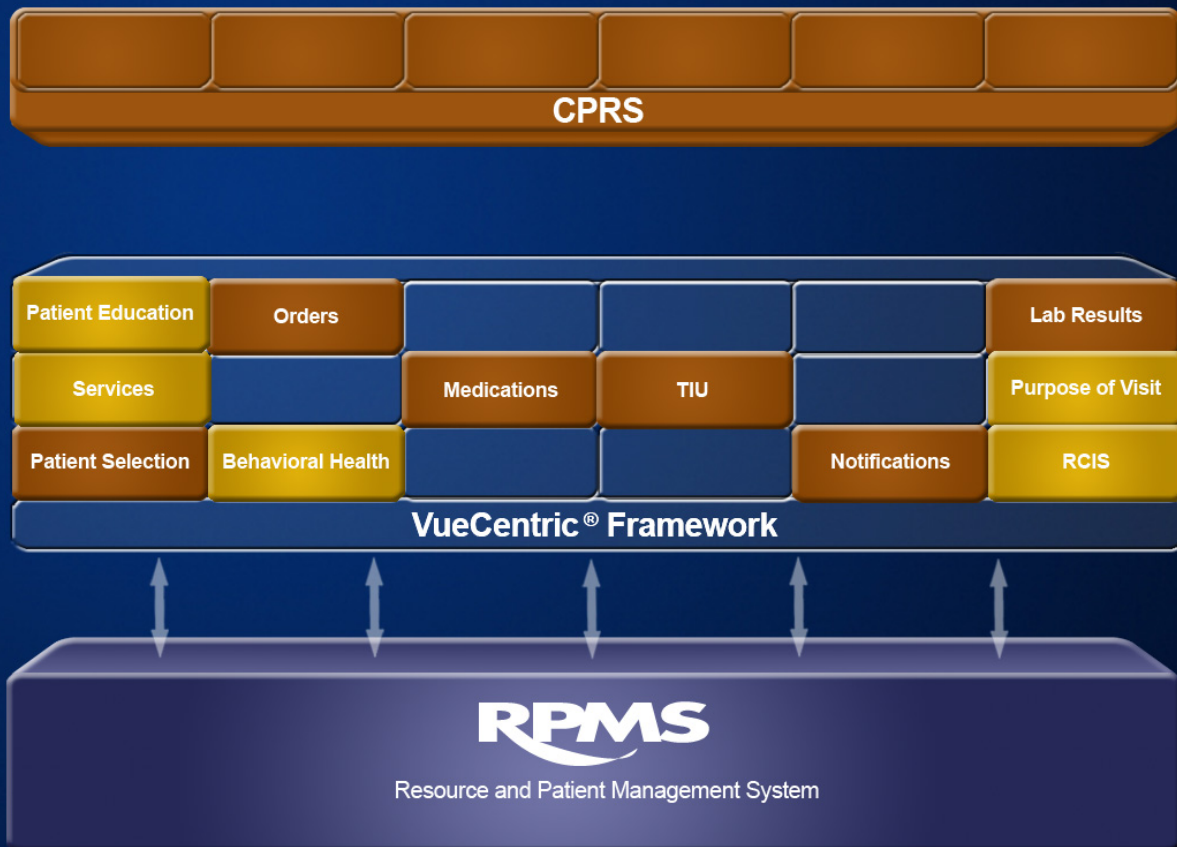 CPRS
Patient Education
Orders
Lab Results
Services
Medications
TIU
Purpose of Visit
Patient Selection
Behavioral Health
Notifications
RCIS
VueCentric® Framework
RPMS
Resource and Patient Management System